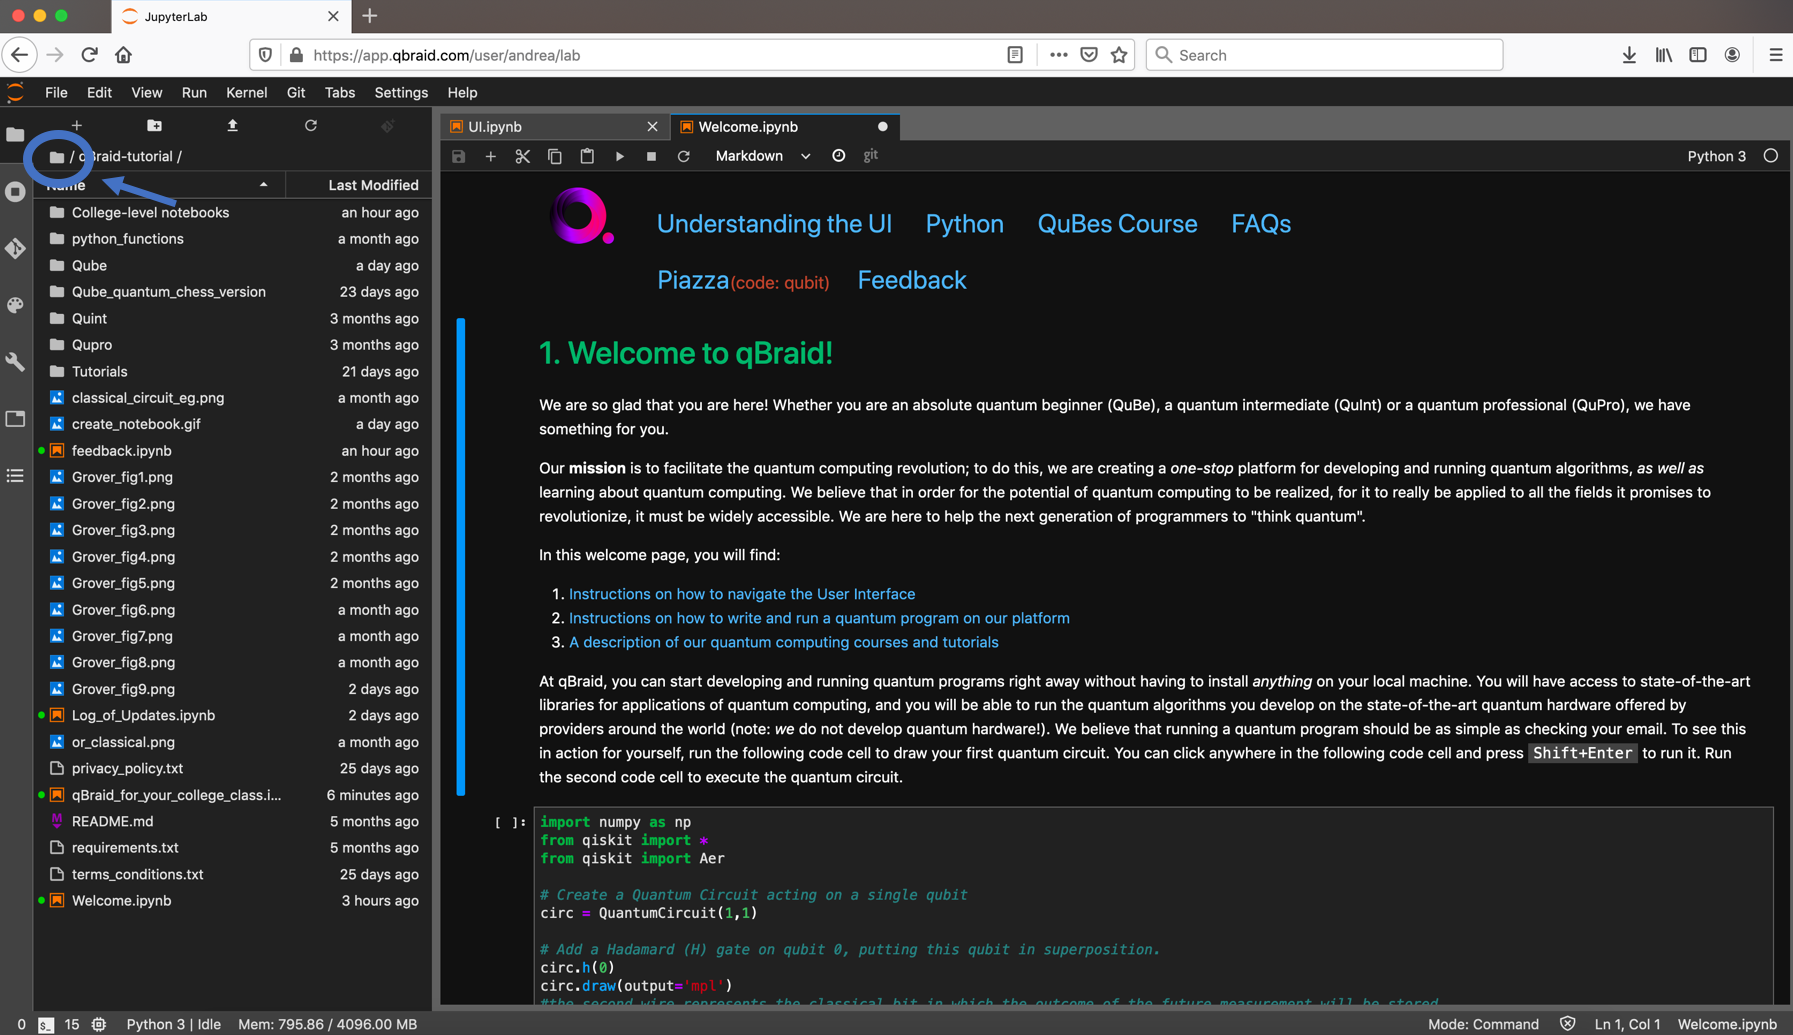 JupyterLab
https://app.qbraid.com/user/andrea/lab
Search
File Edit View Run Kernel Git Tabs Settings Help
UI.ipynb
Welcome.ipynb
/ qBraid-tutorial /
Markdown
git
Python 3
Name Last Modified
College-level notebooks an hour ago
python_functions a month ago
Qube a day ago
Qube_quantum_chess_version 23 days ago
Quint 3 months ago
Qupro 3 months ago
Tutorials 21 days ago
classical_circuit_eg.png a month ago
create_notebook.gif a day ago
feedback.ipynb an hour ago
Grover_fig1.png 2 months ago
Grover_fig2.png 2 months ago
Grover_fig3.png 2 months ago
Grover_fig4.png 2 months ago
Grover_fig5.png 2 months ago
Grover_fig6.png a month ago
Grover_fig7.png a month ago
Grover_fig8.png a month ago
Grover_fig9.png 2 days ago
Log_of_Updates.ipynb 2 days ago
or_classical.png a month ago
privacy_policy.txt 25 days ago
qBraid_for_your_college_class.i... 6 minutes ago
README.md 5 months ago
requirements.txt 5 months ago
terms_conditions.txt 25 days ago
Welcome.ipynb 3 hours ago
Understanding the UI Python QuBes Course FAQs
Piazza(code: qubit) Feedback
1. Welcome to qBraid!
We are so glad that you are here! Whether you are an absolute quantum beginner (QuBe), a quantum intermediate (QuInt) or a quantum professional (QuPro), we have
something for you.
Our mission is to facilitate the quantum computing revolution; to do this, we are creating a one-stop platform for developing and running quantum algorithms, as well as
learning about quantum computing. We believe that in order for the potential of quantum computing to be realized, for it to really be applied to all the fields it promises to
revolutionize, it must be widely accessible. We are here to help the next generation of programmers to "think quantum".
In this welcome page, you will find:
1. Instructions on how to navigate the User Interface
2. Instructions on how to write and run a quantum program on our platform
3. A description of our quantum computing courses and tutorials
At qBraid, you can start developing and running quantum programs right away without having to install anything on your local machine. You will have access to state-of-the-art
libraries for applications of quantum computing, and you will be able to run the quantum algorithms you develop on the state-of-the-art quantum hardware offered by
providers around the world (note: we do not develop quantum hardware!). We believe that running a quantum program should be as simple as checking your email. To see this
in action for yourself, run the following code cell to draw your first quantum circuit. You can click anywhere in the following code cell and press Shift+Enter to run it. Run
the second code cell to execute the quantum circuit.
[ ]: import numpy as np
from qiskit import *
from qiskit import Aer
# Create a Quantum Circuit acting on a single qubit
circ = QuantumCircuit(1,1)
# Add a Hadamard (H) gate on qubit 0, putting this qubit in superposition.
circ.h(0)
circ.draw(output='mpl')
#the second wire represents the classical bit in which the outcome of the future measurement will be stored
0 $_ 15 Python 3 | Idle Mem: 795.86 / 4096.00 MB
Mode: Command Ln 1, Col 1 Welcome.ipynb